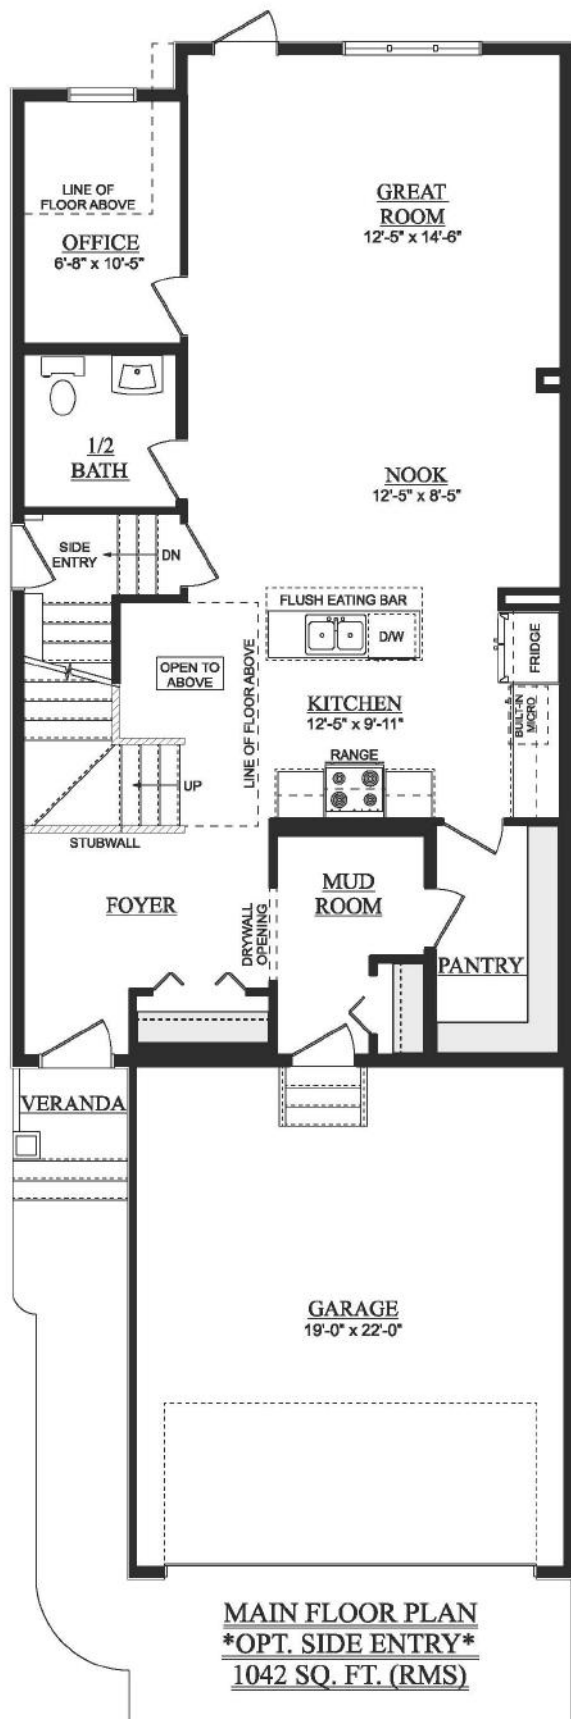 LINE OF
FLOOR ABOVE
OFFICE
6'-8" x 10'-5"
GREAT
ROOM
12'-5" x 14'-6"
1/2
BATH
NOOK
12'-5" x 8'-5"
SIDE
ENTRY
DN
FLUSH EATING BAR
D/W
FRIDGE
OPEN TO
ABOVE
LINE OF FLOOR ABOVE
KITCHEN
12'-5" x 9'-11"
BUILT-IN
MICRO
RANGE
UP
STUBWALL
FOYER
DRYWALL
OPENING
MUD
ROOM
PANTRY
VERANDA
GARAGE
19'-0" x 22'-0"
MAIN FLOOR PLAN
*OPT. SIDE ENTRY*
1042 SQ. FT. (RMS)